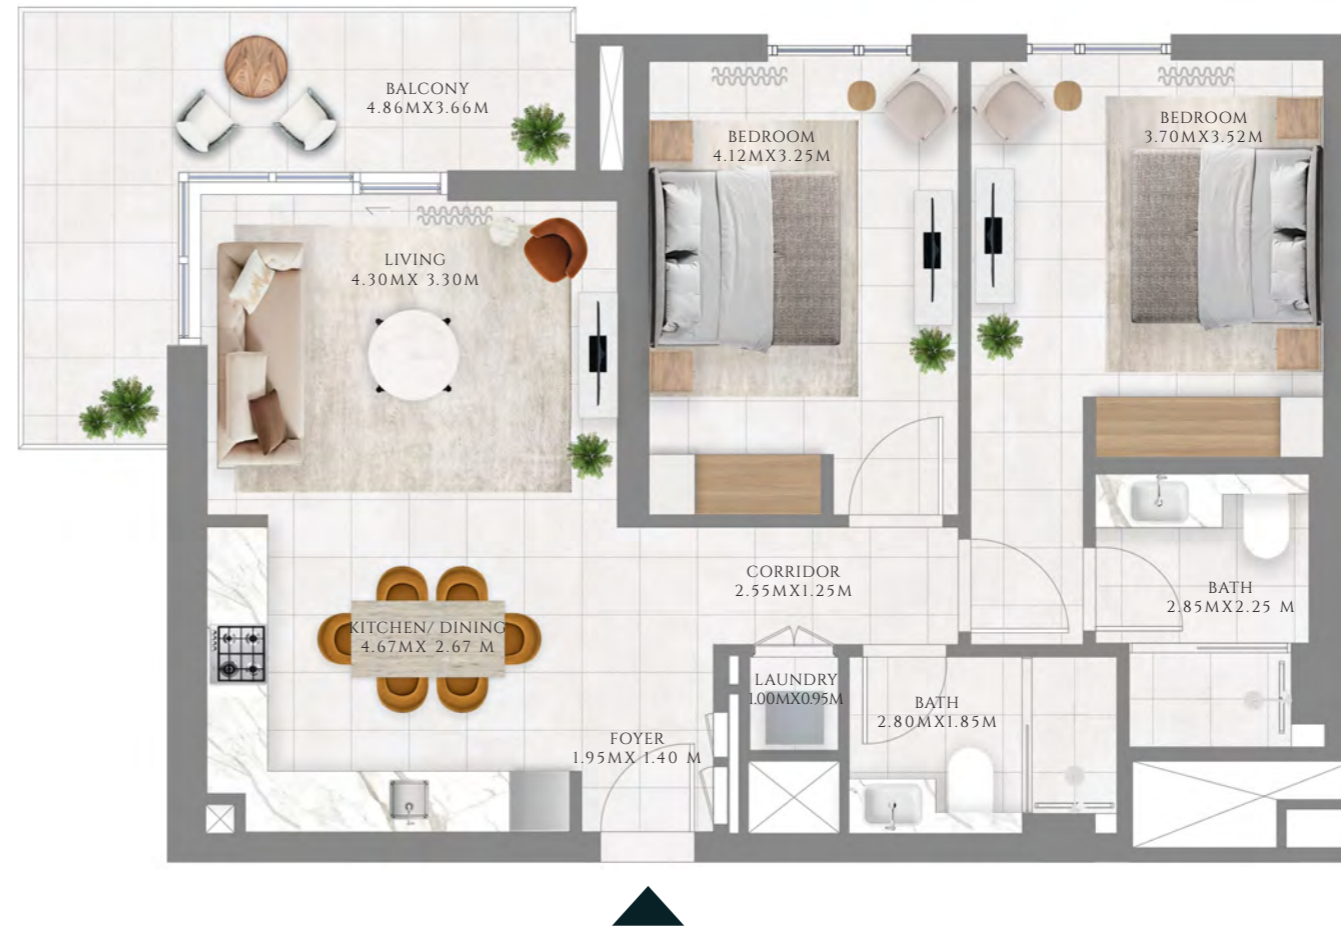 BALCONY
4.86MX3.66M
BEDROOM
4.12MX3.25M
BEDROOM
3.70MX3.52M
LIVING
4.30MX 3.30M
CORRIDOR
2.55MX1.25M
BATH
2.85MX2.25 M
KITCHEN/ DINING
4.67MX 2.67 M
LAUNDRY
1.00MX0.95M
BATH
2.80MX1.85M
FOYER
1.95MX 1.40 M